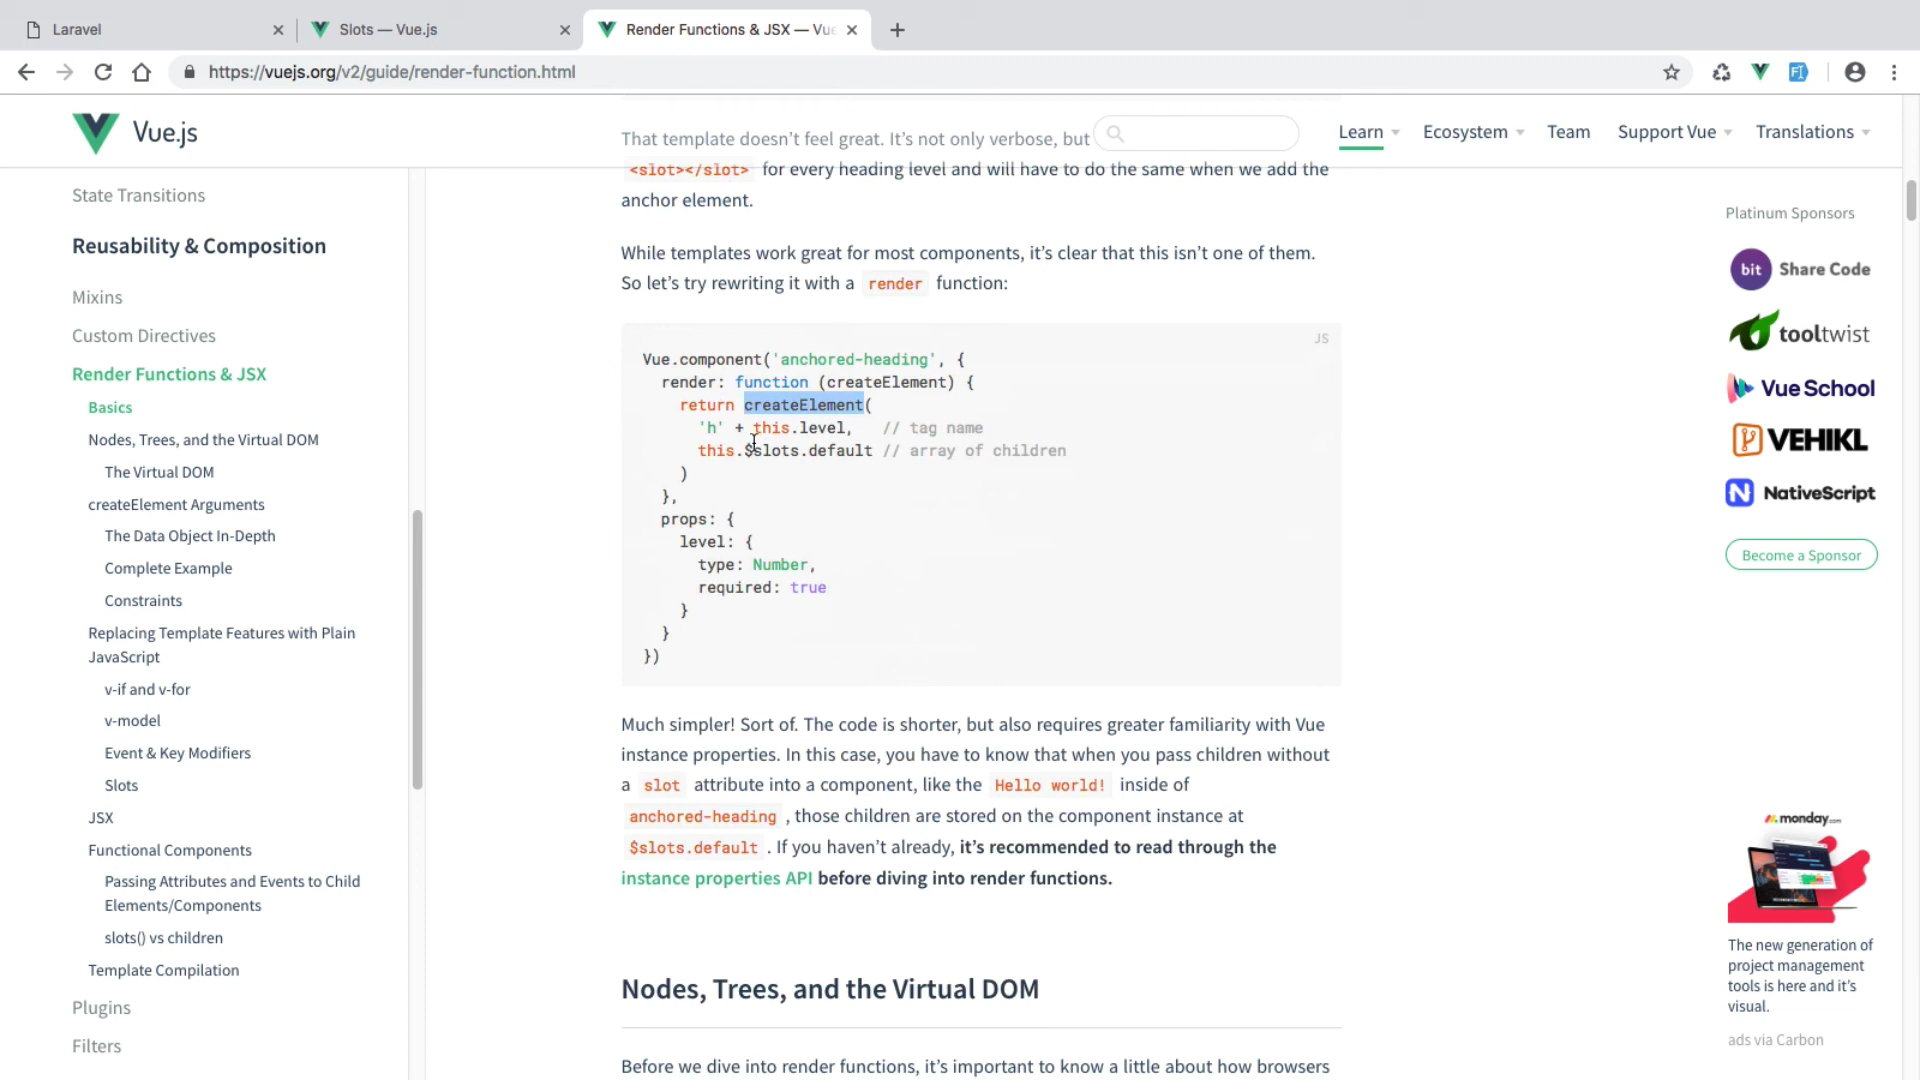 Laravel
Slots — Vue.js
Render Functions & JSX — Vue
https://vuejs.org/v2/guide/render-function.html
Vue.js
Learn
Ecosystem
Team
Support Vue
Translations
State Transitions
Reusability & Composition
Mixins
Custom Directives
Render Functions & JSX
Basics
Nodes, Trees, and the Virtual DOM
The Virtual DOM
createElement Arguments
The Data Object In-Depth
Complete Example
Constraints
Replacing Template Features with Plain
JavaScript
v-if and v-for
v-model
Event & Key Modifiers
Slots
JSX
Functional Components
Passing Attributes and Events to Child
Elements/Components
slots() vs children
Template Compilation
Plugins
Filters
That template doesn’t feel great. It’s not only verbose, but
<slot></slot> for every heading level and will have to do the same when we add the
anchor element.
While templates work great for most components, it’s clear that this isn’t one of them.
So let’s try rewriting it with a render function:
JS
Vue.component('anchored-heading', {
render: function (createElement) {
return createElement(
'h' + this.level, // tag name
this.$slots.default // array of children
)
},
props: {
level: {
type: Number,
required: true
}
}
})
Much simpler! Sort of. The code is shorter, but also requires greater familiarity with Vue
instance properties. In this case, you have to know that when you pass children without
a slot attribute into a component, like the Hello world! inside of
anchored-heading , those children are stored on the component instance at
$slots.default . If you haven’t already, it’s recommended to read through the
instance properties API before diving into render functions.
Nodes, Trees, and the Virtual DOM
Before we dive into render functions, it’s important to know a little about how browsers
Platinum Sponsors
bit Share Code
tooltwist
Vue School
VEHIKL
N NativeScript
Become a Sponsor
monday.com
The new generation of
project management
tools is here and it’s
visual.
ads via Carbon